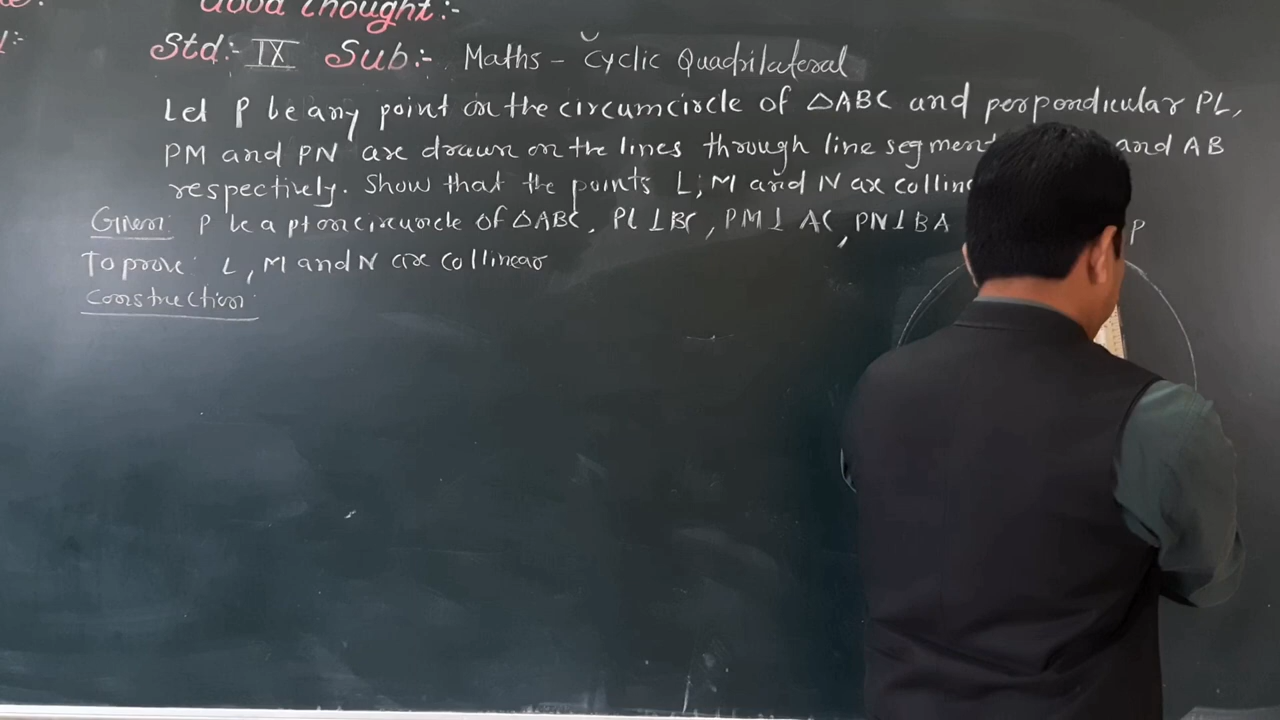 Good Thought:-
Std:- IX Sub:- Maths - Cyclic Quadrilateral
Let P be any point on the circumcircle of △ABC and perpendicular PL,
PM and PN are drawn on the lines through line segment and AB
respectively. Show that the points L, M and N are
Given: P be a pt on circumcircle of △ABC, PL⊥BC, PM⊥ AC, PN⊥BA
To prove: L, M and N are collinear
Construction:
P